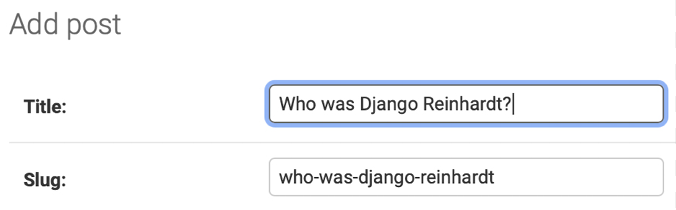 Add post
Title: Who was Django Reinhardt?
Slug: who-was-django-reinhardt